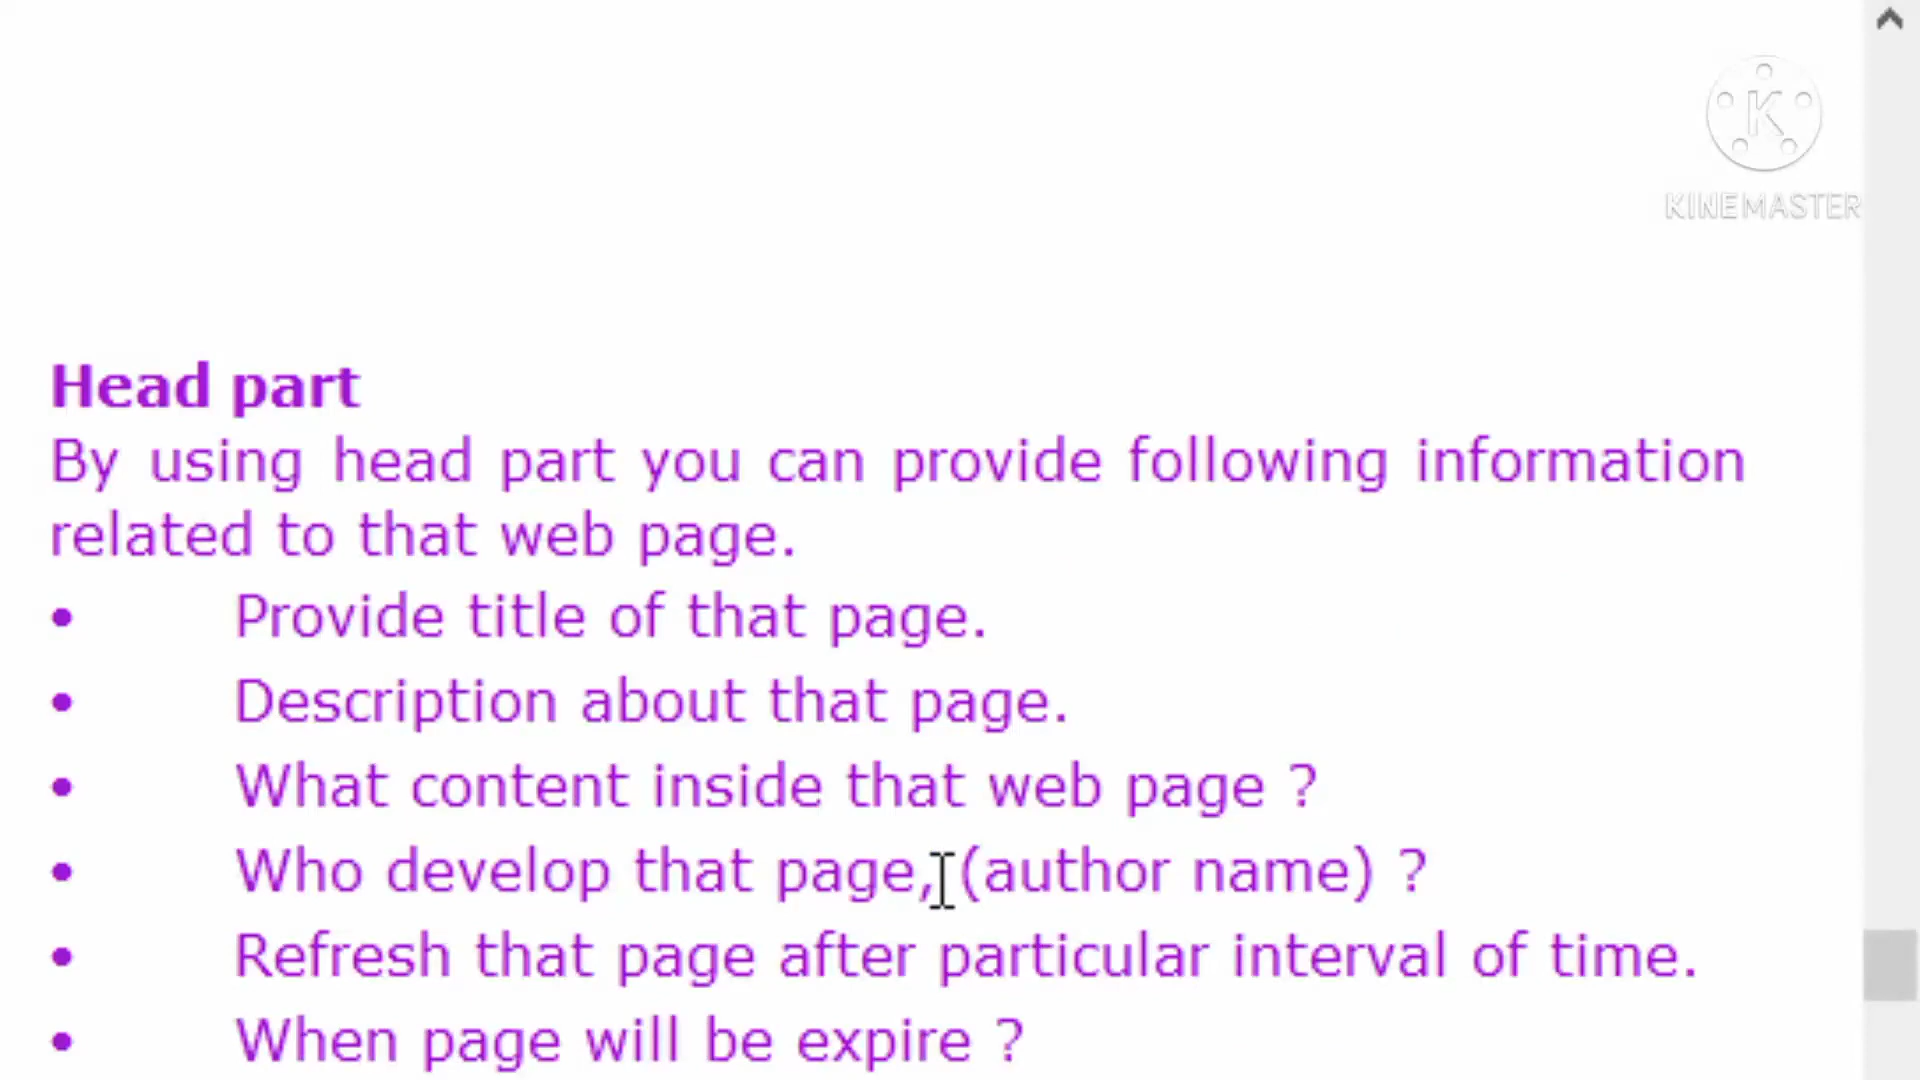 K
KINEMASTER
Head part
By using head part you can provide following information
related to that web page.
• Provide title of that page.
• Description about that page.
• What content inside that web page ?
• Who develop that page, (author name) ?
• Refresh that page after particular interval of time.
• When page will be expire ?